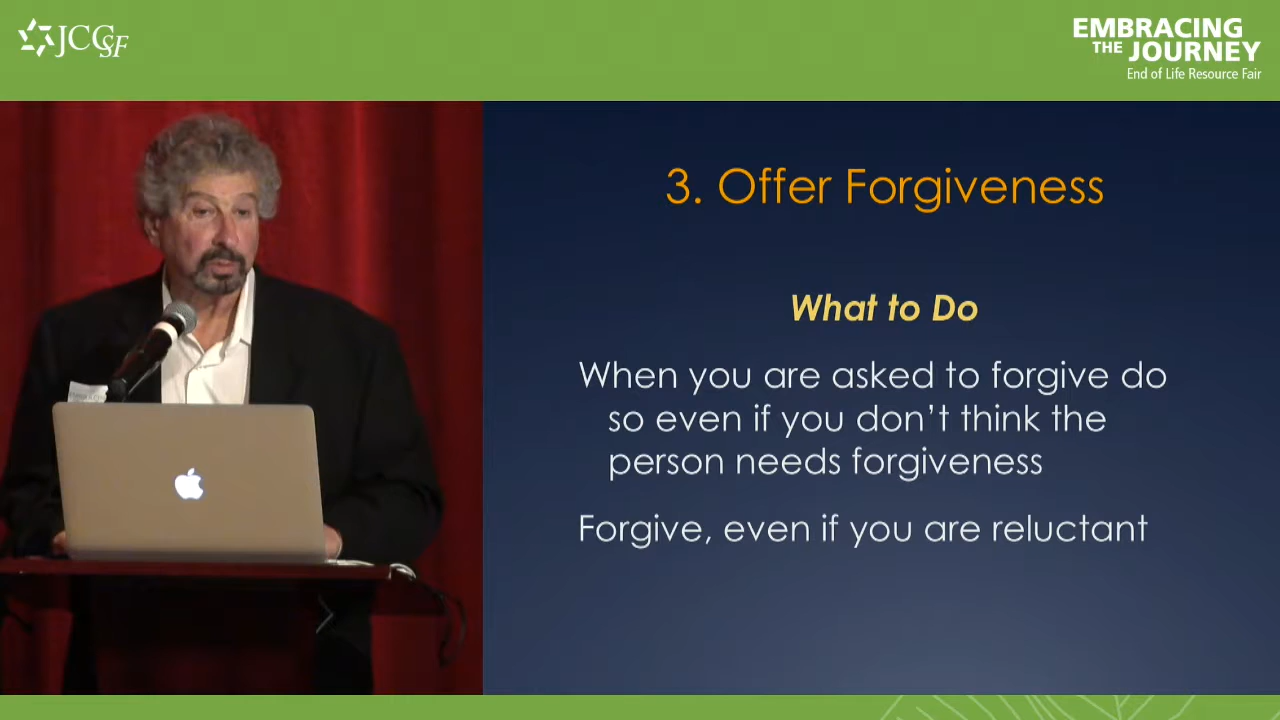 JCCSF
EMBRACING
THE JOURNEY
End of Life Resource Fair
3. Offer Forgiveness
What to Do
When you are asked to forgive do
so even if you don’t think the
person needs forgiveness
Forgive, even if you are reluctant